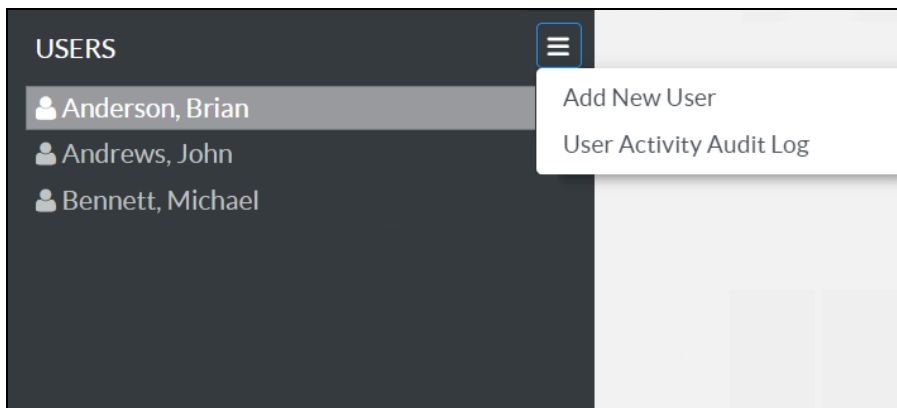 USERS
Anderson, Brian
Andrews, John
Bennett, Michael
Add New User
User Activity Audit Log